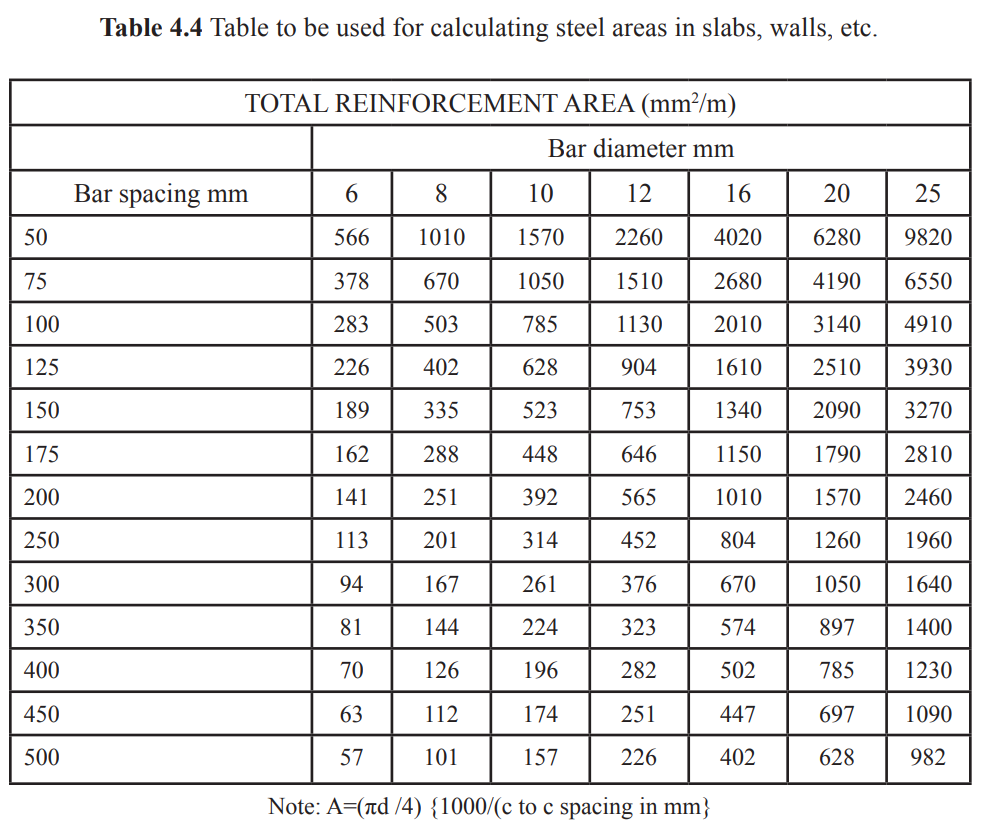 Table 4.4 Table to be used for calculating steel areas in slabs, walls, etc.
TOTAL REINFORCEMENT AREA (mm²/m)
Bar diameter mm
Bar spacing mm 6 8 10 12 16 20 25
50 566 1010 1570 2260 4020 6280 9820
75 378 670 1050 1510 2680 4190 6550
100 283 503 785 1130 2010 3140 4910
125 226 402 628 904 1610 2510 3930
150 189 335 523 753 1340 2090 3270
175 162 288 448 646 1150 1790 2810
200 141 251 392 565 1010 1570 2460
250 113 201 314 452 804 1260 1960
300 94 167 261 376 670 1050 1640
350 81 144 224 323 574 897 1400
400 70 126 196 282 502 785 1230
450 63 112 174 251 447 697 1090
500 57 101 157 226 402 628 982
Note: A=(πd /4) {1000/(c to c spacing in mm}